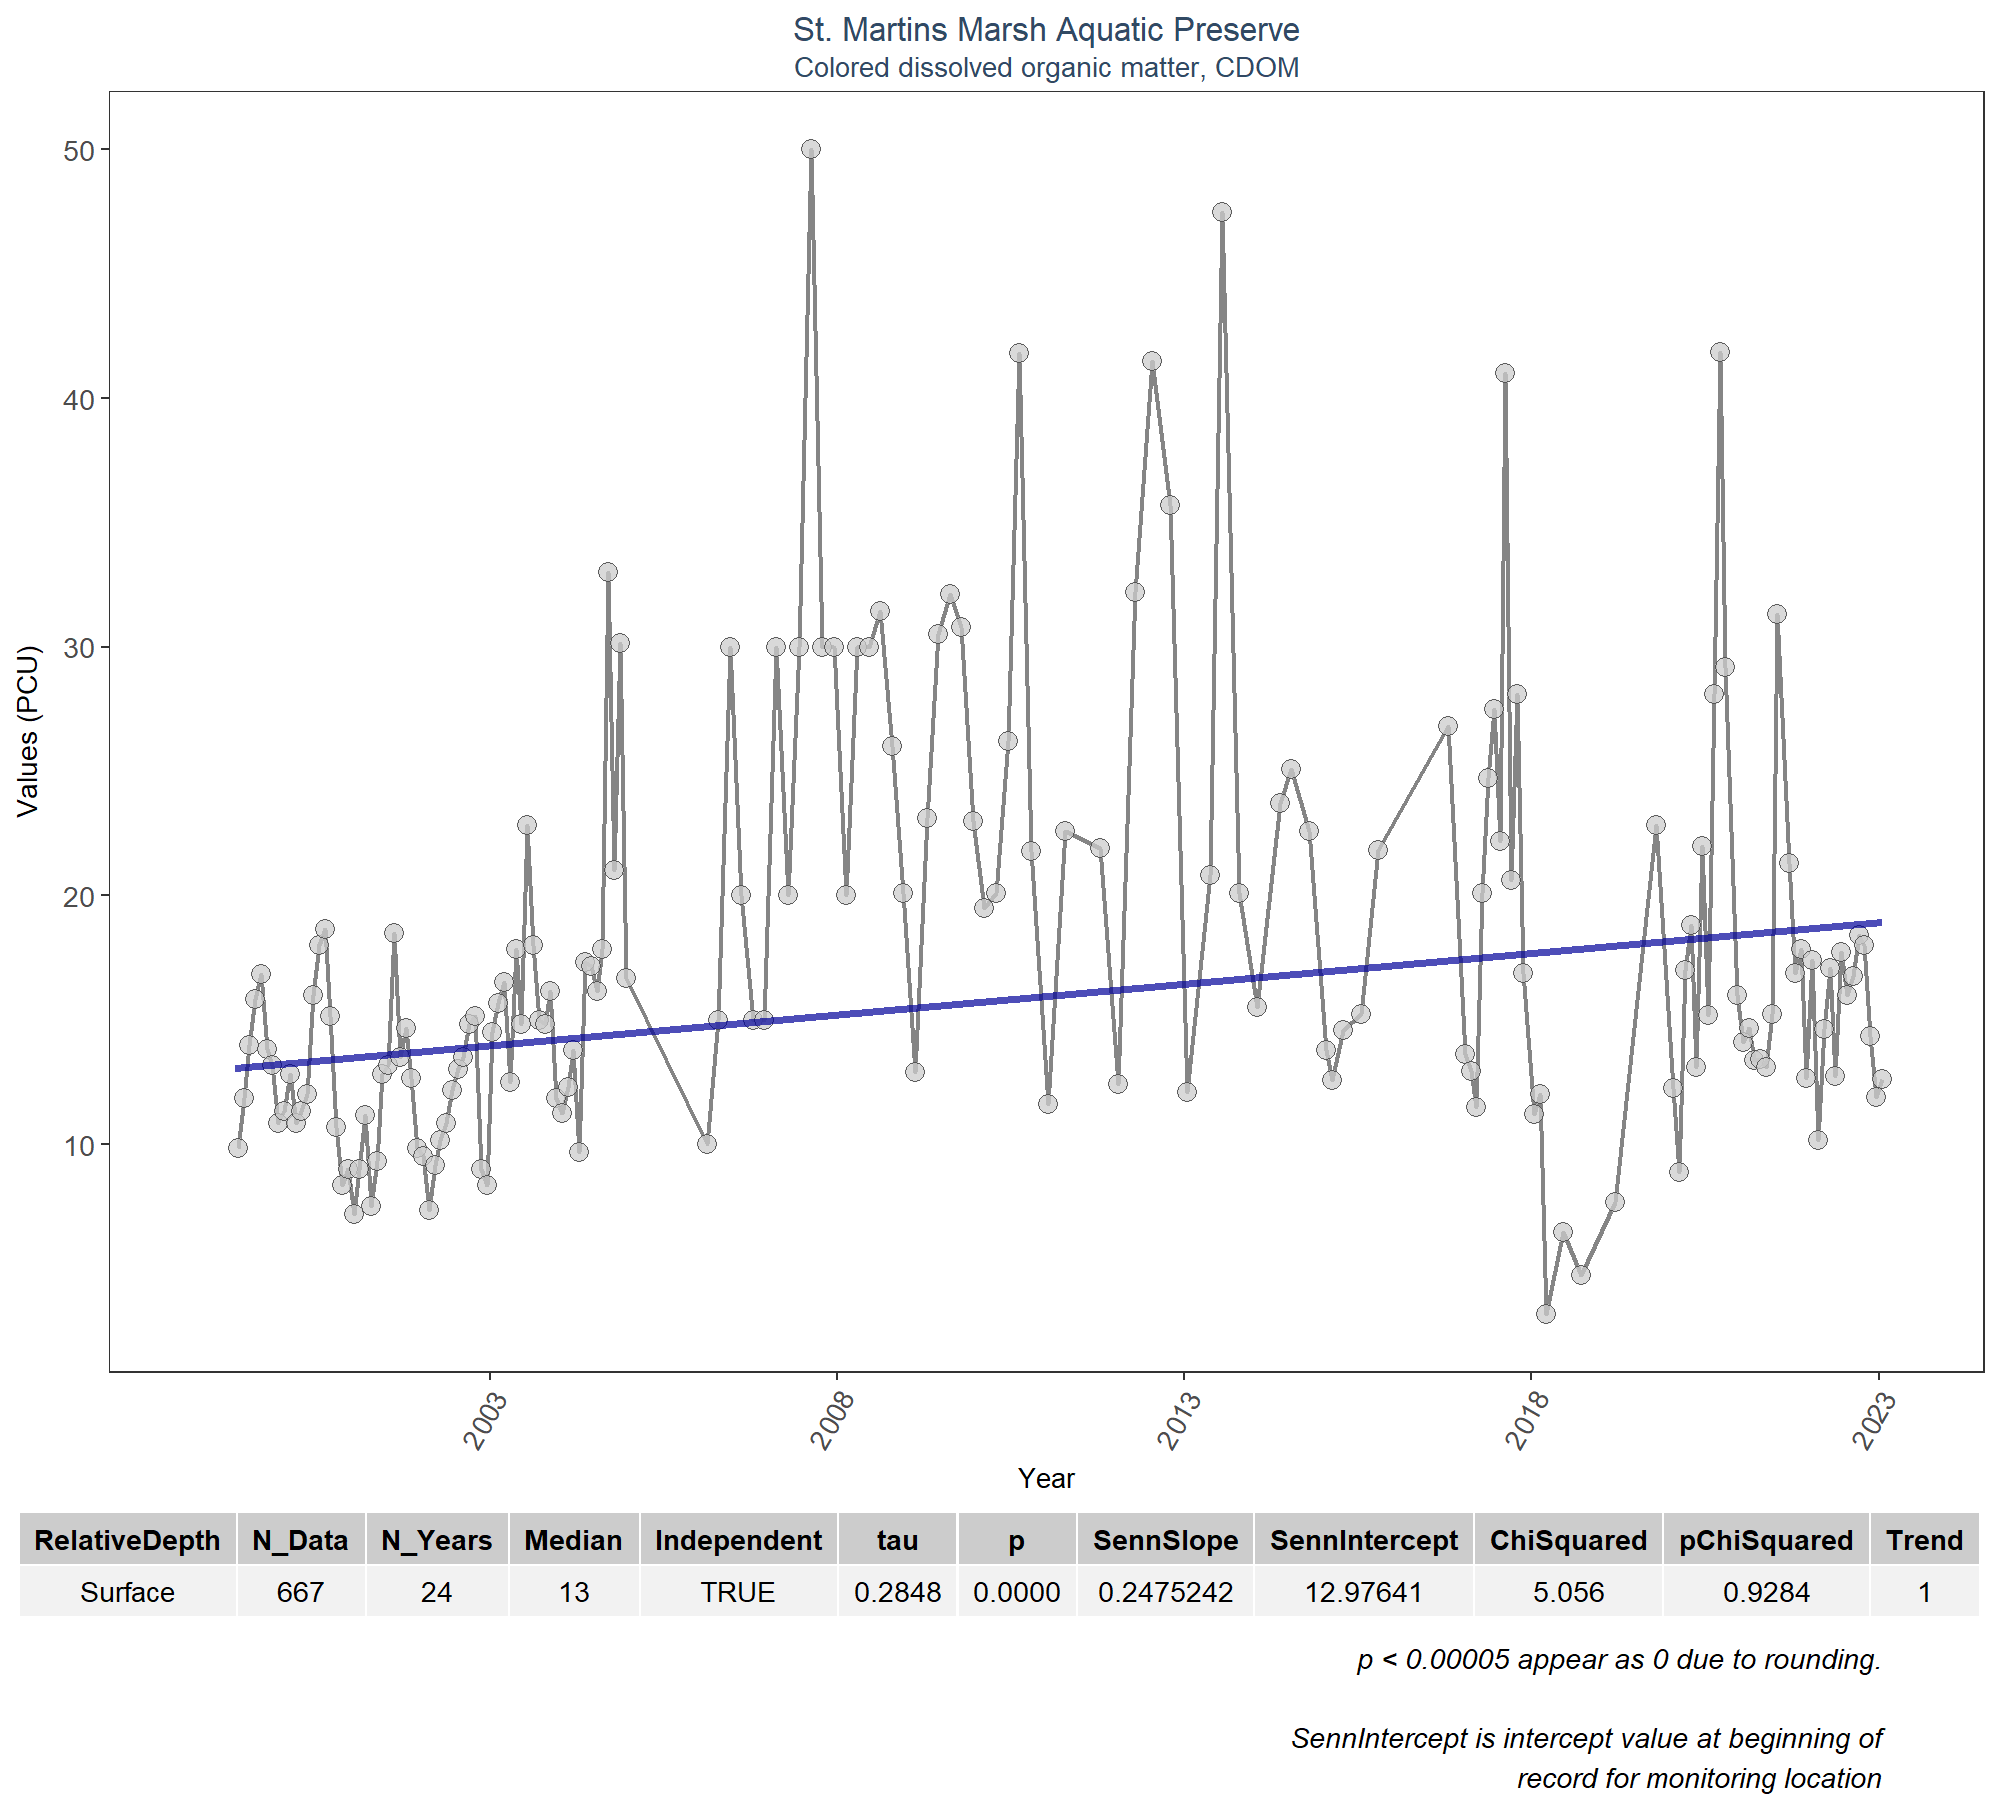 St. Martins Marsh Aquatic Preserve
Colored dissolved organic matter, CDOM
50
40
30
20
10
Values (PCU)
2003
2008
2013
2018
2023
Year
RelativeDepth N_Data N_Years Median Independent tau p SennSlope SennIntercept ChiSquared pChiSquared Trend
Surface 667 24 13 TRUE 0.2848 0.0000 0.2475242 12.97641 5.056 0.9284 1
p < 0.00005 appear as 0 due to rounding.
SennIntercept is intercept value at beginning of
record for monitoring location